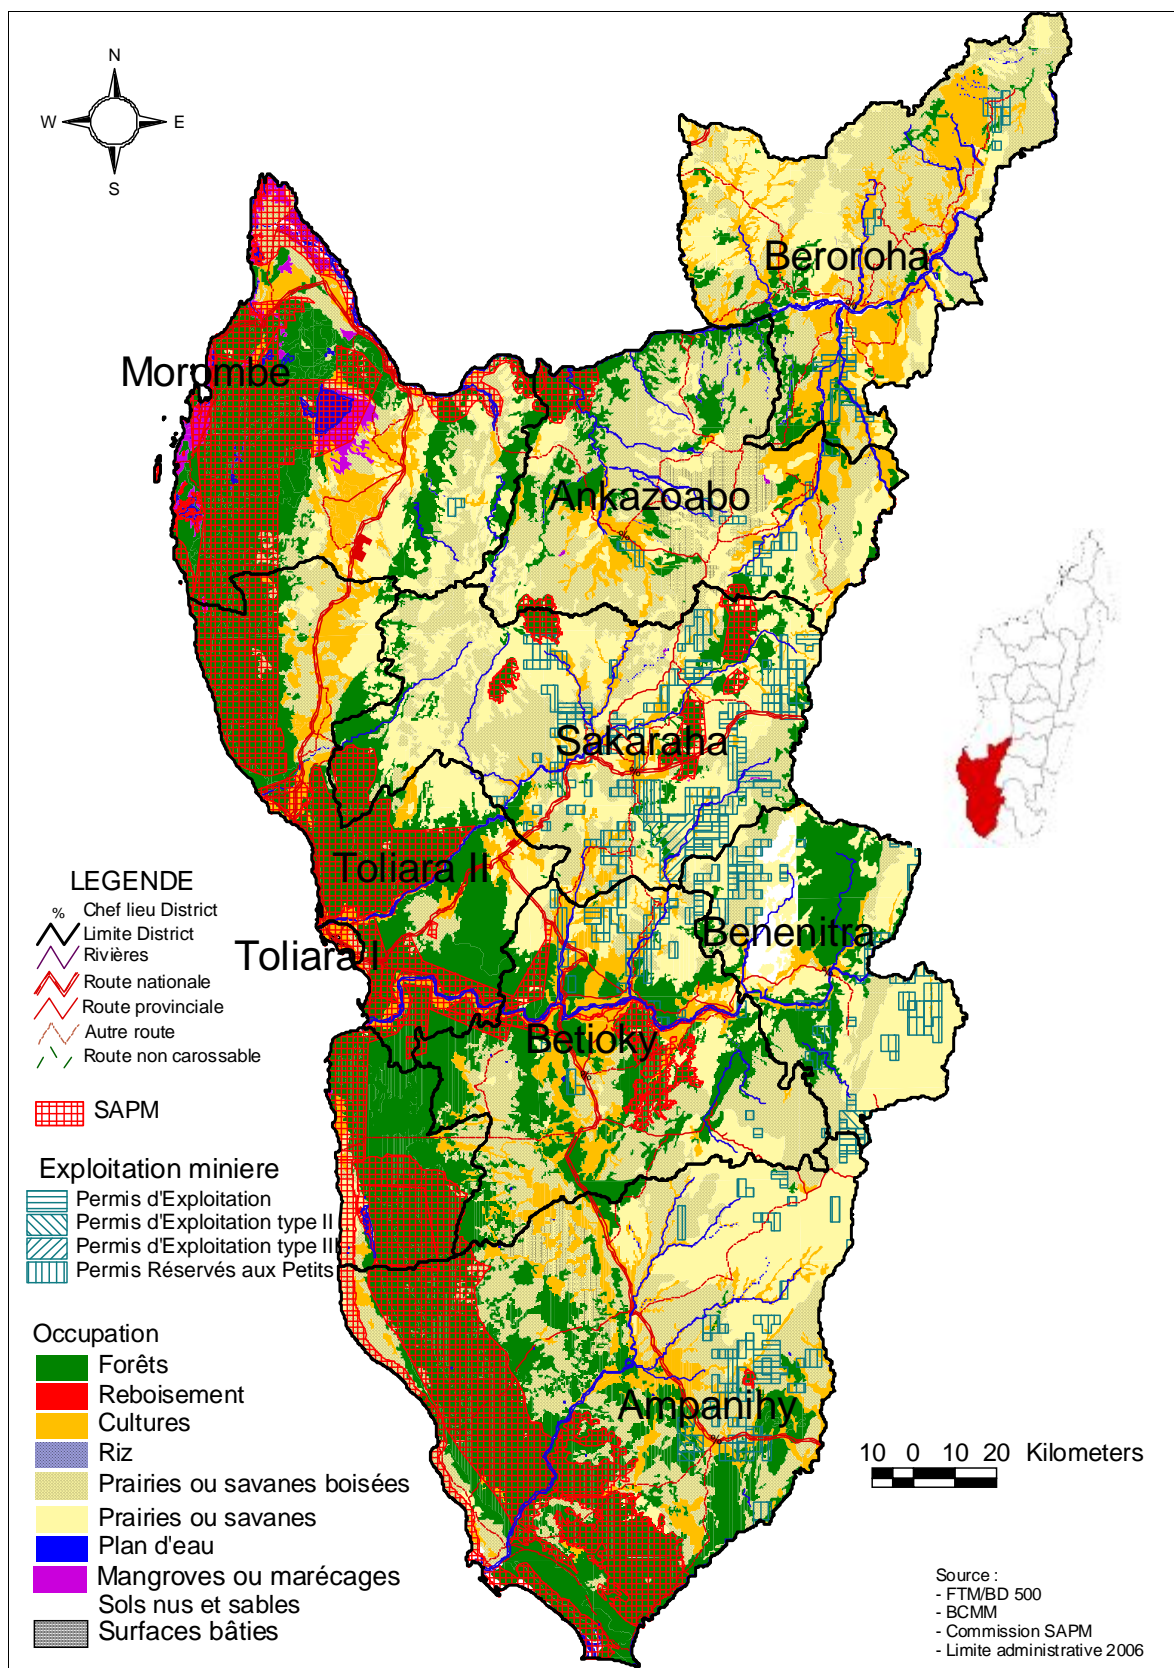 N
W
E
S
Beroroha
Morombe
Ankazoabo
Sakaraha
Toliara II
Benenitra
Toliara I
Betioky
Ampanihy
LEGENDE
% Chef lieu District
Limite District
Rivières
Route nationale
Route provinciale
Autre route
Route non carossable
SAPM
Exploitation miniere
Permis d'Exploitation
Permis d'Exploitation type II
Permis d'Exploitation type III
Permis Réservés aux Petits
Occupation
Forêts
Reboisement
Cultures
Riz
Prairies ou savanes boisées
Prairies ou savanes
Plan d'eau
Mangroves ou marécages
Sols nus et sables
Surfaces bâties
10 0 10 20 Kilometers
Source :
- FTM/BD 500
- BCMM
- Commission SAPM
- Limite administrative 2006